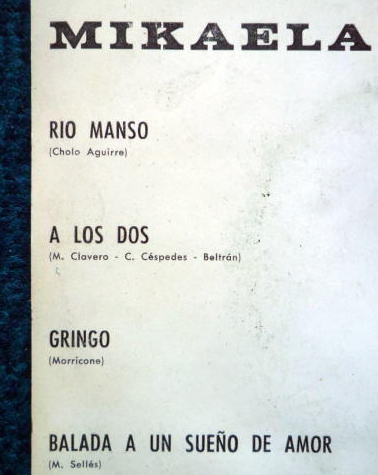 MIKAELA
RIO MANSO
(Cholo Aguirre)
A LOS DOS
(M. Clavero - C. Céspedes - Beltrán)
GRINGO
(Morricone)
BALADA A UN SUEÑO DE AMOR
(M. Sellés)